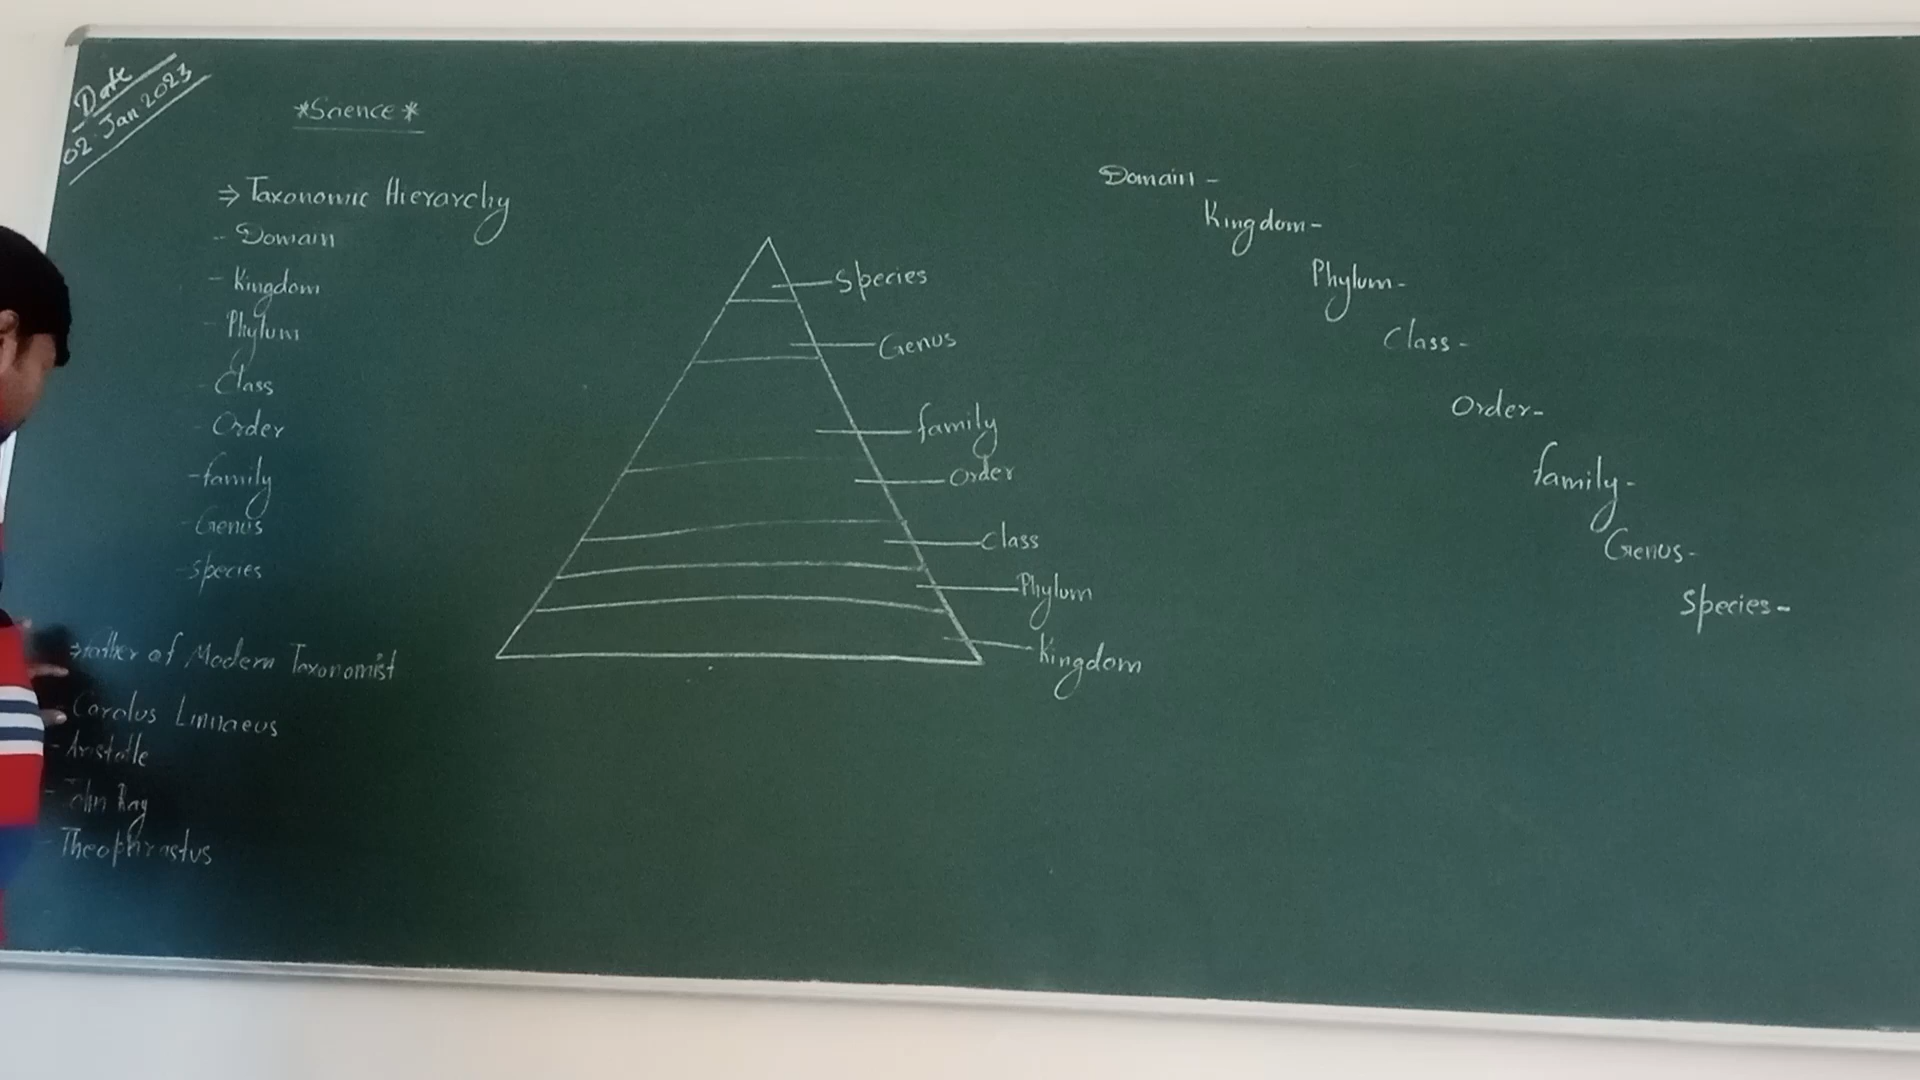 Date
02 Jan 2023
*Science*
⇒ Taxonomic Hierarchy
- Domain
- Kingdom
- Phylum
- Class
- Order
- family
- Genus
- Species
⇒ father of Modern Taxonomist
- Carolus Linnaeus
- Aristotle
- John Ray
- Theophrastus
Species
Genus
family
Order
Class
Phylum
Kingdom
Domain -
Kingdom -
Phylum -
Class -
Order -
family -
Genus -
Species -